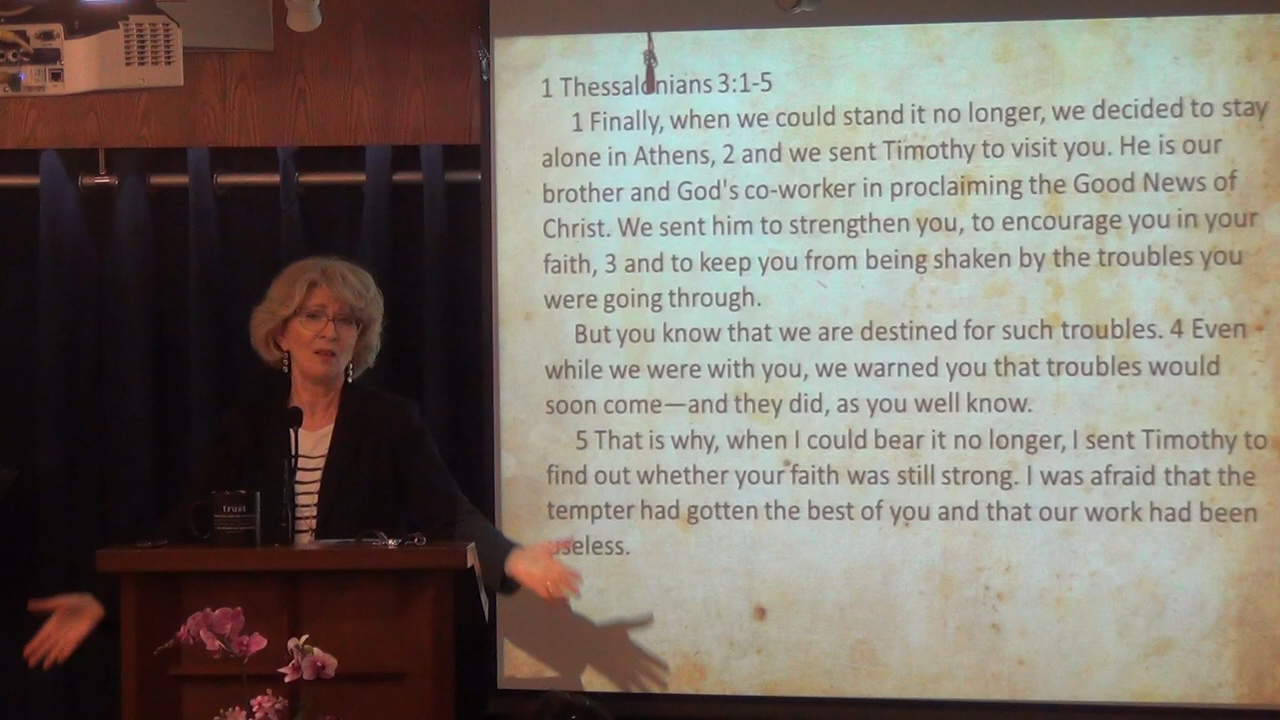 1 Thessalonians 3:1-5
1 Finally, when we could stand it no longer, we decided to stay
alone in Athens, 2 and we sent Timothy to visit you. He is our
brother and God's co-worker in proclaiming the Good News of
Christ. We sent him to strengthen you, to encourage you in your
faith, 3 and to keep you from being shaken by the troubles you
were going through.
But you know that we are destined for such troubles. 4 Even
while we were with you, we warned you that troubles would
soon come—and they did, as you well know.
5 That is why, when I could bear it no longer, I sent Timothy to
find out whether your faith was still strong. I was afraid that the
tempter had gotten the best of you and that our work had been
useless.
trust